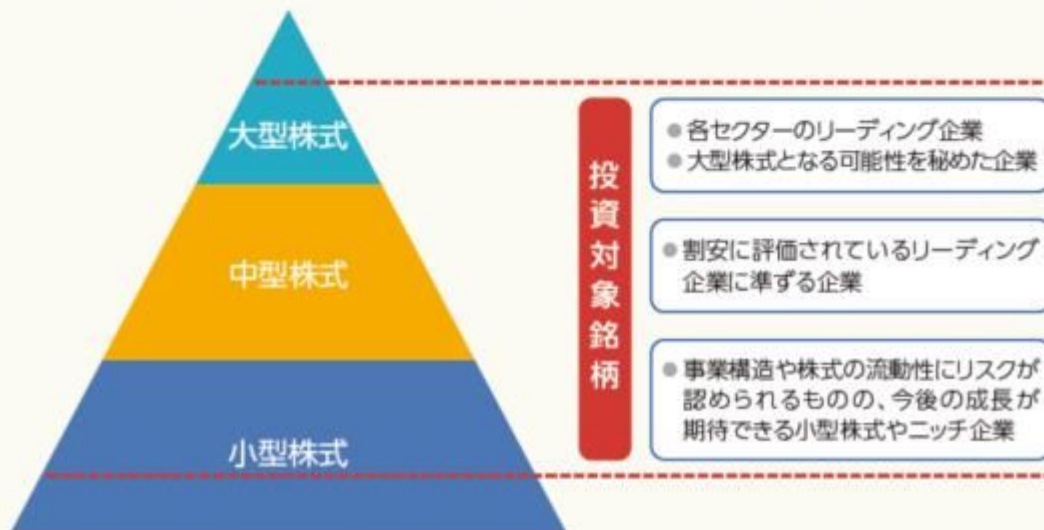 大型株式
中型株式
小型株式
投資対象銘柄
●各セクターのリーディング企業
●大型株式となる可能性を秘めた企業
●割安に評価されているリーディング
企業に準ずる企業
●事業構造や株式の流動性にリスクが
認められるものの、今後の成長が
期待できる小型株式やニッチ企業